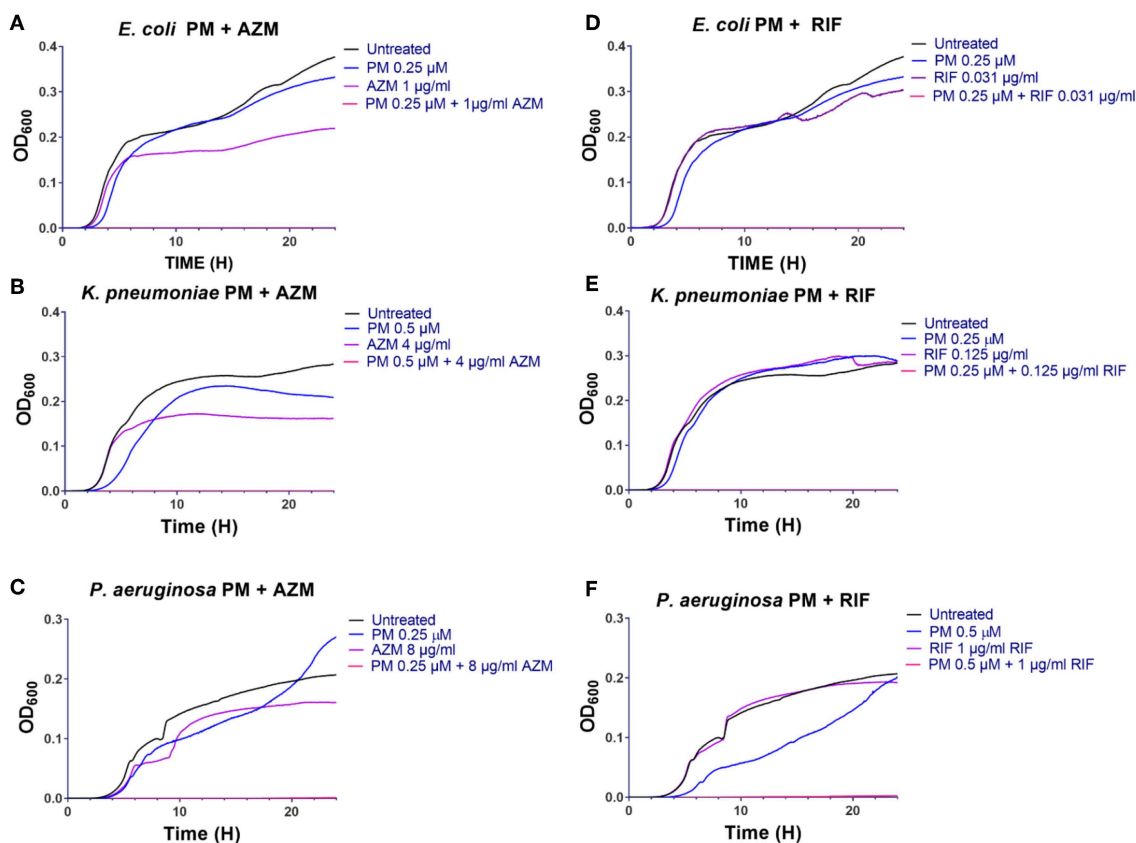 A
E. coli PM + AZM
Untreated
PM 0.25 µM
AZM 1 µg/ml
PM 0.25 µM + 1µg/ml AZM
OD600
0.4
0.3
0.2
0.1
0.0
0
10
20
TIME (H)
D
E. coli PM + RIF
Untreated
PM 0.25 µM
RIF 0.031 µg/ml
PM 0.25 µM + RIF 0.031 µg/ml
OD600
0.4
0.3
0.2
0.1
0.0
0
10
20
TIME (H)
B
K. pneumoniae PM + AZM
Untreated
PM 0.5 µM
AZM 4 µg/ml
PM 0.5 µM + 4 µg/ml AZM
OD600
0.4
0.3
0.2
0.1
0.0
0
10
20
Time (H)
E
K. pneumoniae PM + RIF
Untreated
PM 0.25 µM
RIF 0.125 µg/ml
PM 0.25 µM + 0.125 µg/ml RIF
OD600
0.4
0.3
0.2
0.1
0.0
0
10
20
Time (H)
C
P. aeruginosa PM + AZM
Untreated
PM 0.25 µM
AZM 8 µg/ml
PM 0.25 µM + 8 µg/ml AZM
OD600
0.3
0.2
0.1
0.0
0
10
20
Time (H)
F
P. aeruginosa PM + RIF
Untreated
PM 0.5 µM
RIF 1 µg/ml RIF
PM 0.5 µM + 1 µg/ml RIF
OD600
0.3
0.2
0.1
0.0
0
10
20
Time (H)